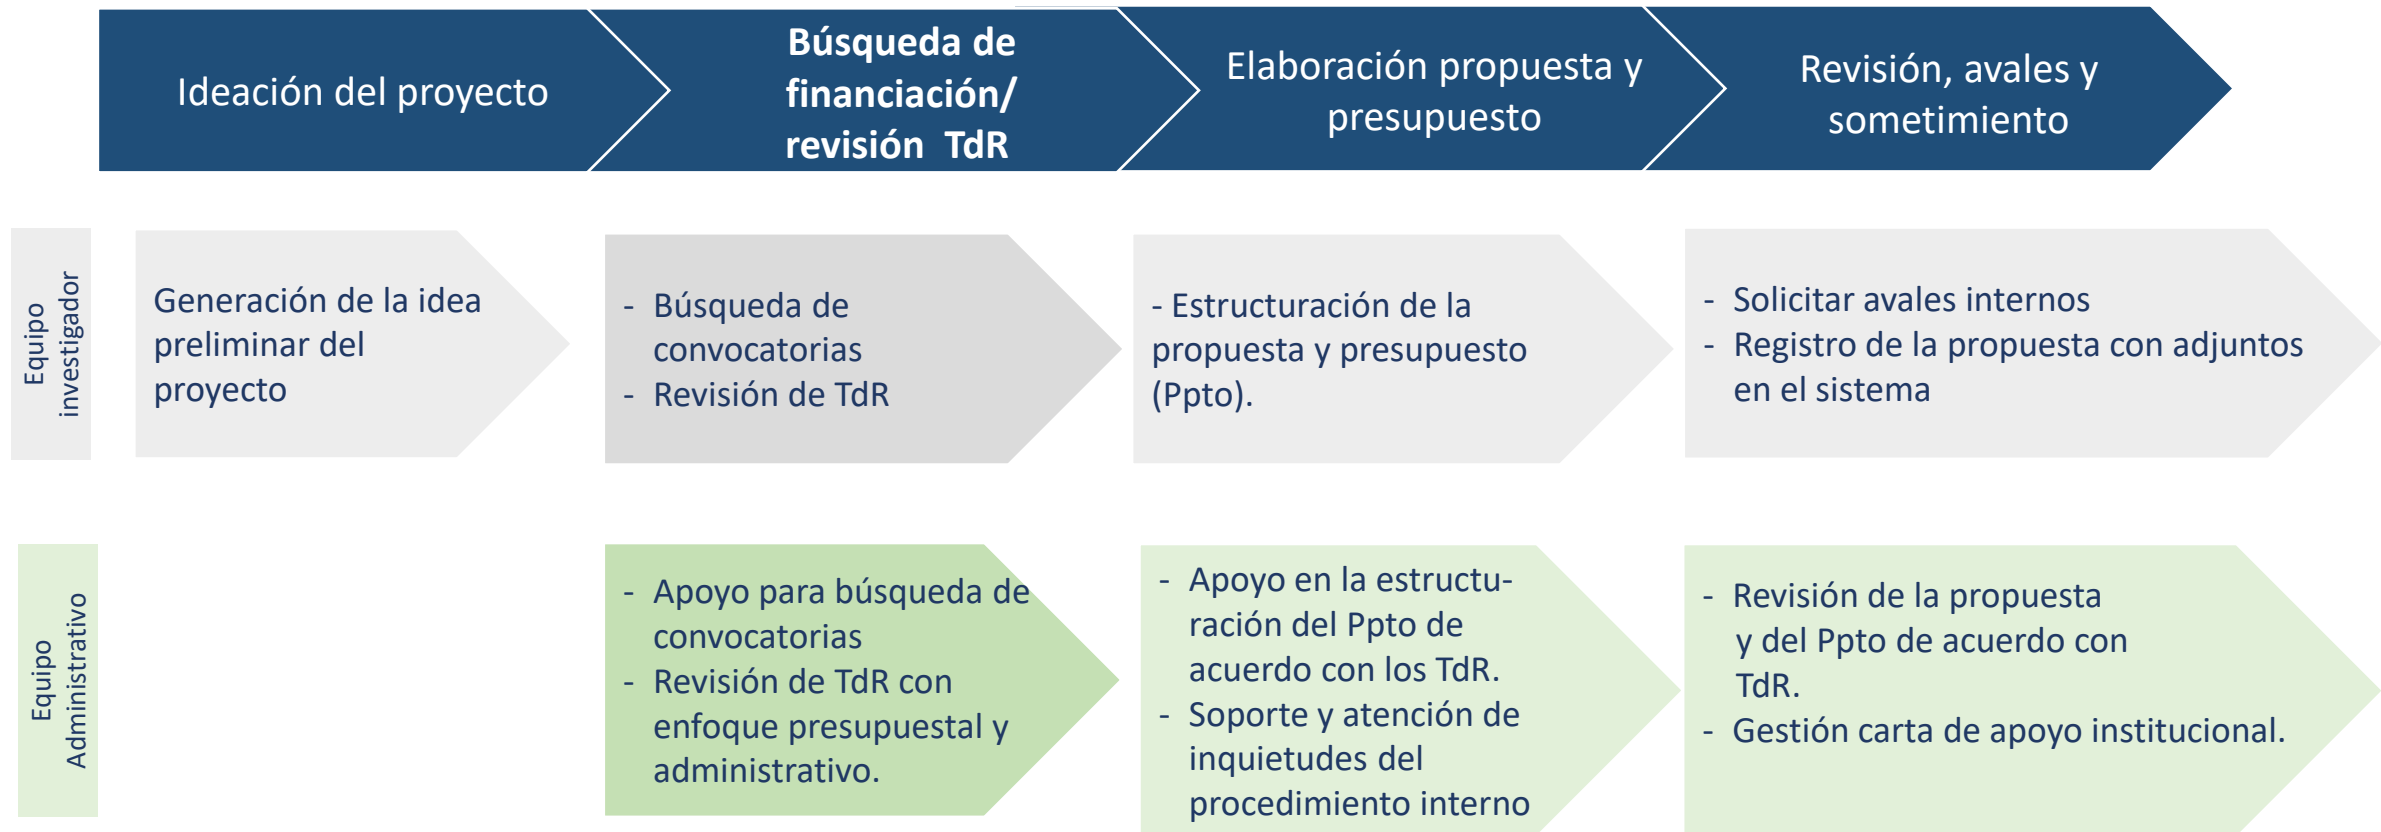 Ideación del proyecto
Búsqueda de
financiación/
revisión TdR
Elaboración propuesta y
presupuesto
Revisión, avales y
sometimiento
Equipo
investigador
Generación de la idea
preliminar del
proyecto
- Búsqueda de
convocatorias
- Revisión de TdR
- Estructuración de la
propuesta y presupuesto
(Ppto).
- Solicitar avales internos
- Registro de la propuesta con adjuntos
en el sistema
Equipo
Administrativo
- Apoyo para búsqueda de
convocatorias
- Revisión de TdR con
enfoque presupuestal y
administrativo.
- Apoyo en la estructu-
ración del Ppto de
acuerdo con los TdR.
- Soporte y atención de
inquietudes del
procedimiento interno
- Revisión de la propuesta
y del Ppto de acuerdo con
TdR.
- Gestión carta de apoyo institucional.